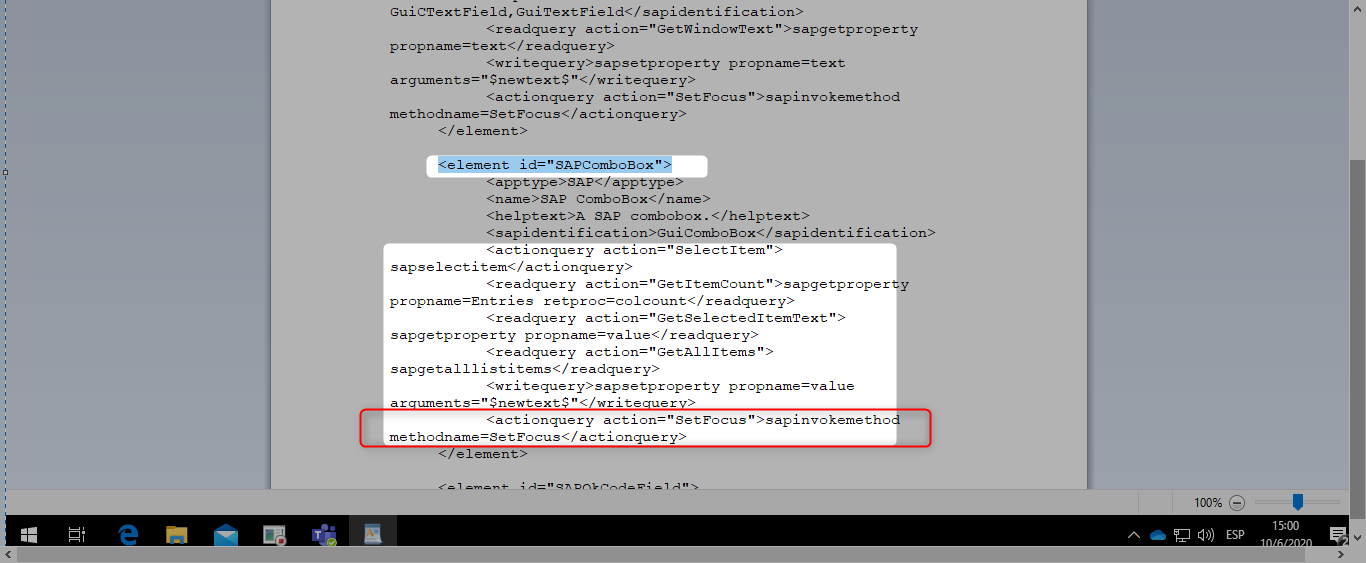 GuiCTextField,GuiTextField</sapidentification>
<readquery action="GetWindowText">sapgetproperty
propname=text</readquery>
<writequery>sapsetproperty propname=text
arguments="$newtext$"</writequery>
<actionquery action="SetFocus">sapinvokemethod
methodname=SetFocus</actionquery>
</element>
<element id="SAPComboBox">
<apptype>SAP</apptype>
<name>SAP ComboBox</name>
<helptext>A SAP combobox.</helptext>
<sapidentification>GuiComboBox</sapidentification>
<actionquery action="SelectItem">
sapselectitem</actionquery>
<readquery action="GetItemCount">sapgetproperty
propname=Entries retproc=colcount</readquery>
<readquery action="GetSelectedItemText">
sapgetproperty propname=value</readquery>
<readquery action="GetAllItems">
sapgetalllistitems</readquery>
<writequery>sapsetproperty propname=value
arguments="$newtext$"</writequery>
<actionquery action="SetFocus">sapinvokemethod
methodname=SetFocus</actionquery>
</element>
<element id="SAPOkCodeField">
100%
ESP
15:00
10/6/2020
2